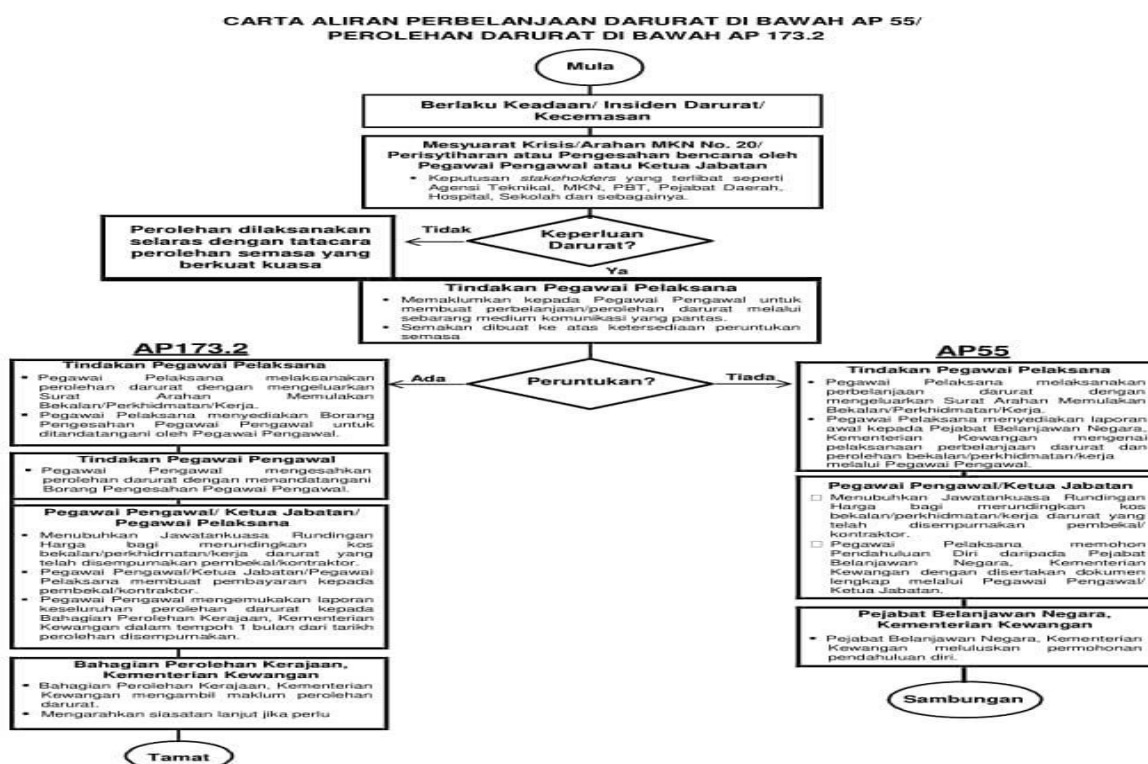 CARTA ALIRAN PERBELANJAAN DARURAT DI BAWAH AP 55/
PEROLEHAN DARURAT DI BAWAH AP 173.2
Mula
Berlaku Keadaan/ Insiden Darurat/
Kecemasan
Mesyuarat Krisis/Arahan MKN No. 20/
Perisytiharan atau Pengesahan bencana oleh
Pegawai Pengawal atau Ketua Jabatan
• Keputusan stakeholders yang terlibat seperti
Agensi Teknikal, MKN, PBT, Pejabat Daerah,
Hospital, Sekolah dan sebagainya.
Keperluan
Darurat?
Tidak
Perolehan dilaksanakan
selaras dengan tatacara
perolehan semasa yang
berkuat kuasa
Ya
Tindakan Pegawai Pelaksana
• Memaklumkan kepada Pegawai Pengawal untuk
membuat perbelanjaan/perolehan darurat melalui
sebarang medium komunikasi yang pantas.
• Semakan dibuat ke atas ketersediaan peruntukan
semasa
Peruntukan?
Ada
Tiada
AP173.2
Tindakan Pegawai Pelaksana
• Pegawai Pelaksana melaksanakan
perolehan darurat dengan mengeluarkan
Surat Arahan Memulakan
Bekalan/Perkhidmatan/Kerja.
• Pegawai Pelaksana menyediakan Borang
Pengesahan Pegawai Pengawal untuk
ditandatangani oleh Pegawai Pengawal.
Tindakan Pegawai Pengawal
• Pegawai Pengawal mengesahkan
perolehan darurat dengan menandatangani
Borang Pengesahan Pegawai Pengawal.
Pegawai Pengawal/ Ketua Jabatan/
Pegawai Pelaksana
• Menubuhkan Jawatankuasa Rundingan
Harga bagi merundingkan kos
bekalan/perkhidmatan/kerja darurat yang
telah disempurnakan pembekal/kontraktor.
• Pegawai Pengawal/Ketua Jabatan/Pegawai
Pelaksana membuat pembayaran kepada
pembekal/kontraktor.
• Pegawai Pengawal mengemukakan laporan
keseluruhan perolehan darurat kepada
Bahagian Perolehan Kerajaan, Kementerian
Kewangan dalam tempoh 1 bulan dari tarikh
perolehan disempurnakan.
Bahagian Perolehan Kerajaan,
Kementerian Kewangan
• Bahagian Perolehan Kerajaan, Kementerian
Kewangan mengambil maklum perolehan
darurat.
• Mengarahkan siasatan lanjut jika perlu
Tamat
AP55
Tindakan Pegawai Pelaksana
• Pegawai Pelaksana melaksanakan
perbelanjaan darurat dengan
mengeluarkan Surat Arahan Memulakan
Bekalan/Perkhidmatan/Kerja.
• Pegawai Pelaksana menyediakan laporan
awal kepada Pejabat Belanjawan Negara,
Kementerian Kewangan mengenai
pelaksanaan perbelanjaan darurat dan
perolehan bekalan/perkhidmatan/kerja
melalui Pegawai Pengawal.
Pegawai Pengawal/Ketua Jabatan
□ Menubuhkan Jawatankuasa Rundingan
Harga bagi merundingkan kos
bekalan/perkhidmatan/kerja darurat yang
telah disempurnakan pembekal/
kontraktor.
□ Pegawai Pelaksana memohon
Pendahuluan Diri daripada Pejabat
Belanjawan Negara, Kementerian
Kewangan dengan disertakan dokumen
lengkap melalui Pegawai Pengawal/
Ketua Jabatan.
Pejabat Belanjawan Negara,
Kementerian Kewangan
• Pejabat Belanjawan Negara, Kementerian
Kewangan meluluskan permohonan
pendahuluan diri.
Sambungan